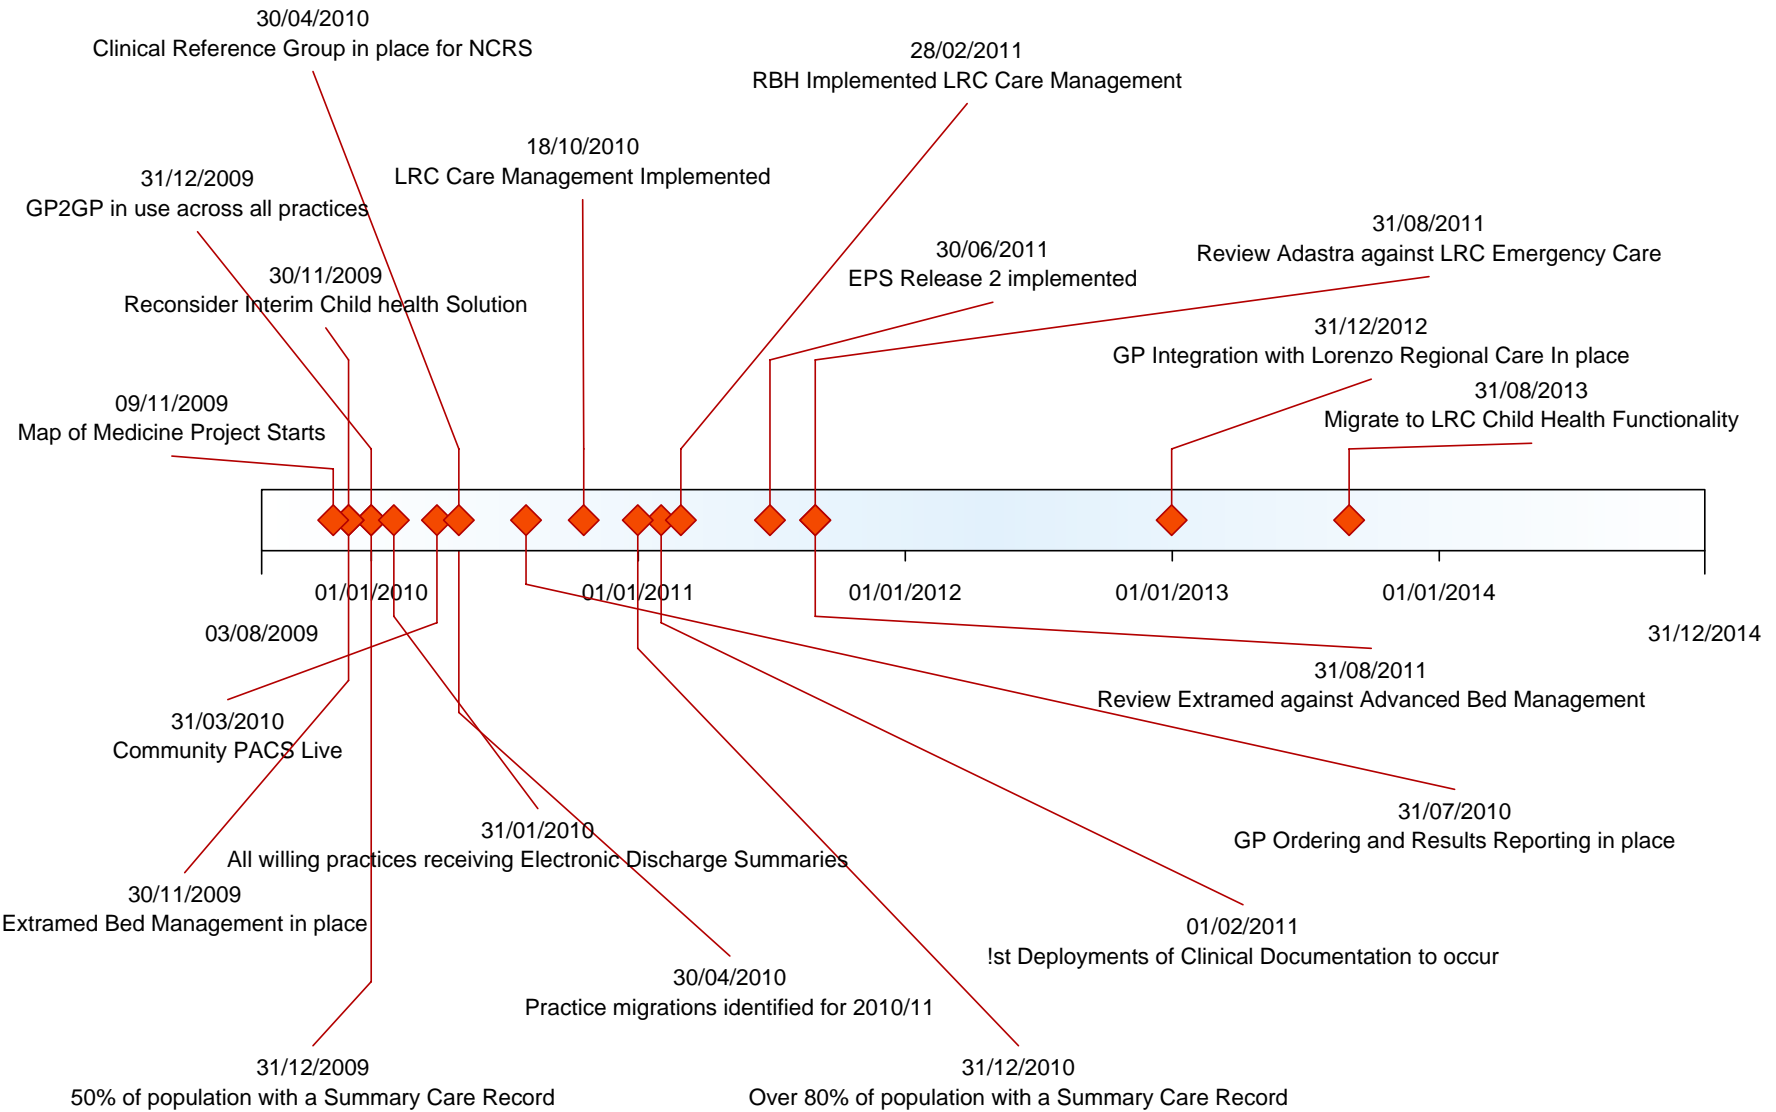 30/04/2010
Clinical Reference Group in place for NCRS
28/02/2011
RBH Implemented LRC Care Management
18/10/2010
LRC Care Management Implemented
31/12/2009
GP2GP in use across all practices
31/08/2011
Review Adastra against LRC Emergency Care
30/06/2011
EPS Release 2 implemented
30/11/2009
Reconsider Interim Child health Solution
31/12/2012
GP Integration with Lorenzo Regional Care In place
31/08/2013
Migrate to LRC Child Health Functionality
09/11/2009
Map of Medicine Project Starts
01/01/2010
01/01/2011
01/01/2012
01/01/2013
01/01/2014
03/08/2009
31/12/2014
31/08/2011
Review Extramed against Advanced Bed Management
31/03/2010
Community PACS Live
31/07/2010
GP Ordering and Results Reporting in place
31/01/2010
All willing practices receiving Electronic Discharge Summaries
30/11/2009
Extramed Bed Management in place
01/02/2011
!st Deployments of Clinical Documentation to occur
30/04/2010
Practice migrations identified for 2010/11
31/12/2009
50% of population with a Summary Care Record
31/12/2010
Over 80% of population with a Summary Care Record